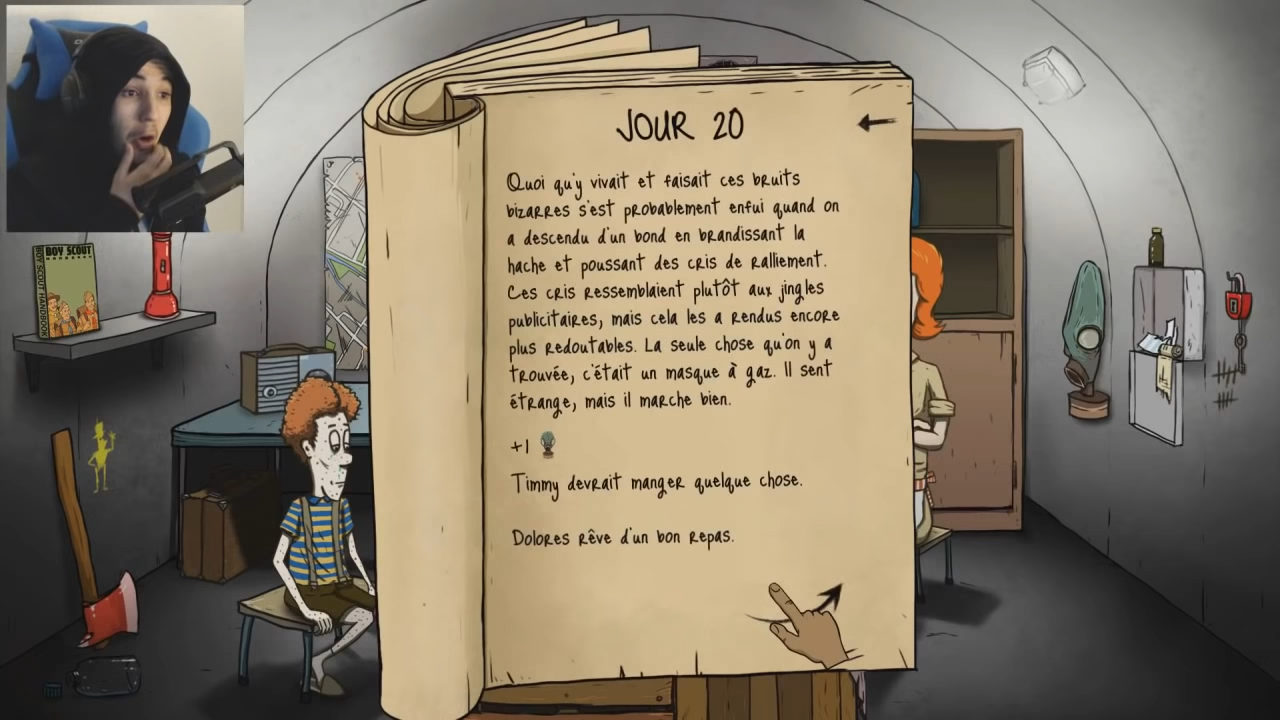 JOUR 20
Quoi qu'y vivait et faisait ces bruits
bizarres s'est probablement enfui quand on
a descendu d'un bond en brandissant la
hache et poussant des cris de ralliement.
Ces cris ressemblaient plutôt aux jingles
publicitaires, mais cela les a rendus encore
plus redoutables. La seule chose qu'on y a
trouvée, c'était un masque à gaz. Il sent
étrange, mais il marche bien.
+1
Timmy devrait manger quelque chose.
Dolores rêve d'un bon repas.
BOY SCOUT
BOY SCOUT HANDBOOK